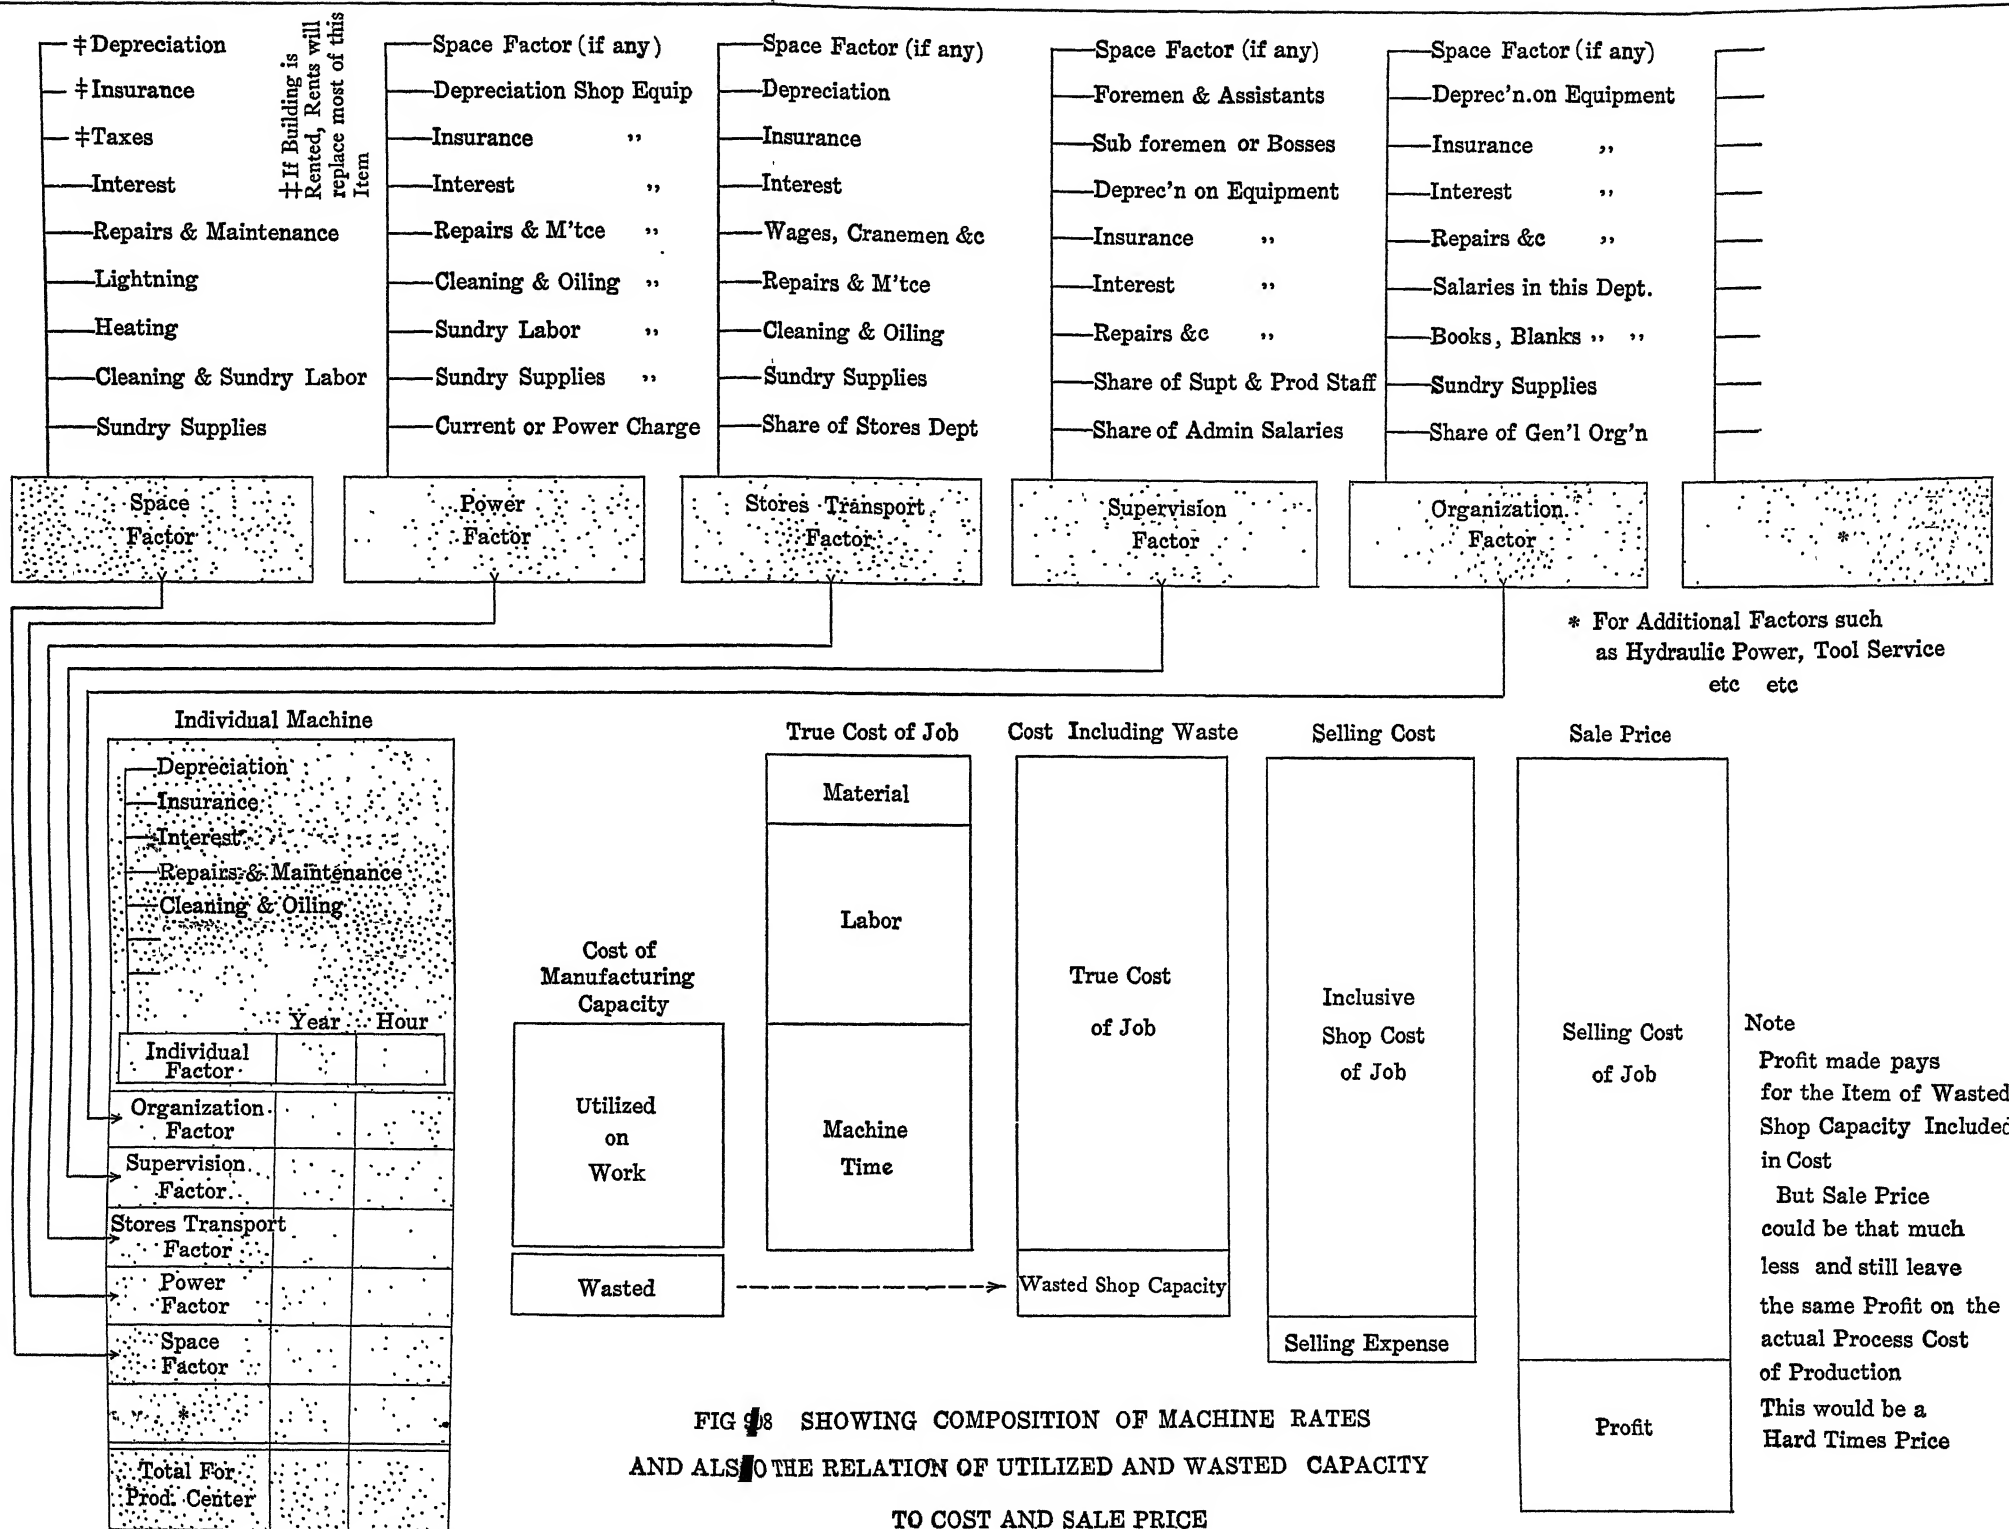 ‡Depreciation
‡Insurance
‡Taxes
Interest
Repairs & Maintenance
Lightning
Heating
Cleaning & Sundry Labor
Sundry Supplies
‡If Building is
Rented, Rents will
replace most of this
Item
Space Factor (if any)
Depreciation Shop Equip
Insurance ,,
Interest ,,
Repairs & M'tce ,,
Cleaning & Oiling ,,
Sundry Labor ,,
Sundry Supplies ,,
Current or Power Charge
Space Factor (if any)
Depreciation
Insurance
Interest
Wages, Cranemen &c
Repairs & M'tce
Cleaning & Oiling
Sundry Supplies
Share of Stores Dept
Space Factor (if any)
Foremen & Assistants
Sub foremen or Bosses
Deprec'n on Equipment
Insurance ,,
Interest ,,
Repairs &c ,,
Share of Supt & Prod Staff
Share of Admin Salaries
Space Factor (if any)
Deprec'n.on Equipment
Insurance ,,
Interest ,,
Repairs &c ,,
Salaries in this Dept.
Books, Blanks ,, ,,
Sundry Supplies
Share of Gen'l Org'n
Space
Factor
Power
Factor
Stores Transport
Factor
Supervision
Factor
Organization
Factor
*
* For Additional Factors such
as Hydraulic Power, Tool Service
etc etc
Individual Machine
Depreciation
Insurance
Interest
Repairs & Maintenance
Cleaning & Oiling
Year Hour
Individual
Factor
Organization
Factor
Supervision
Factor
Stores Transport
Factor
Power
Factor
Space
Factor
*
Total For
Prod. Center
Cost of
Manufacturing
Capacity
Utilized
on
Work
Wasted
True Cost of Job
Material
Labor
Machine
Time
Cost Including Waste
True Cost
of Job
Wasted Shop Capacity
Selling Cost
Inclusive
Shop Cost
of Job
Selling Expense
Sale Price
Selling Cost
of Job
Profit
Note
Profit made pays
for the Item of Wasted
Shop Capacity Included
in Cost
But Sale Price
could be that much
less and still leave
the same Profit on the
actual Process Cost
of Production
This would be a
Hard Times Price
FIG 8 SHOWING COMPOSITION OF MACHINE RATES
AND ALSO THE RELATION OF UTILIZED AND WASTED CAPACITY
TO COST AND SALE PRICE